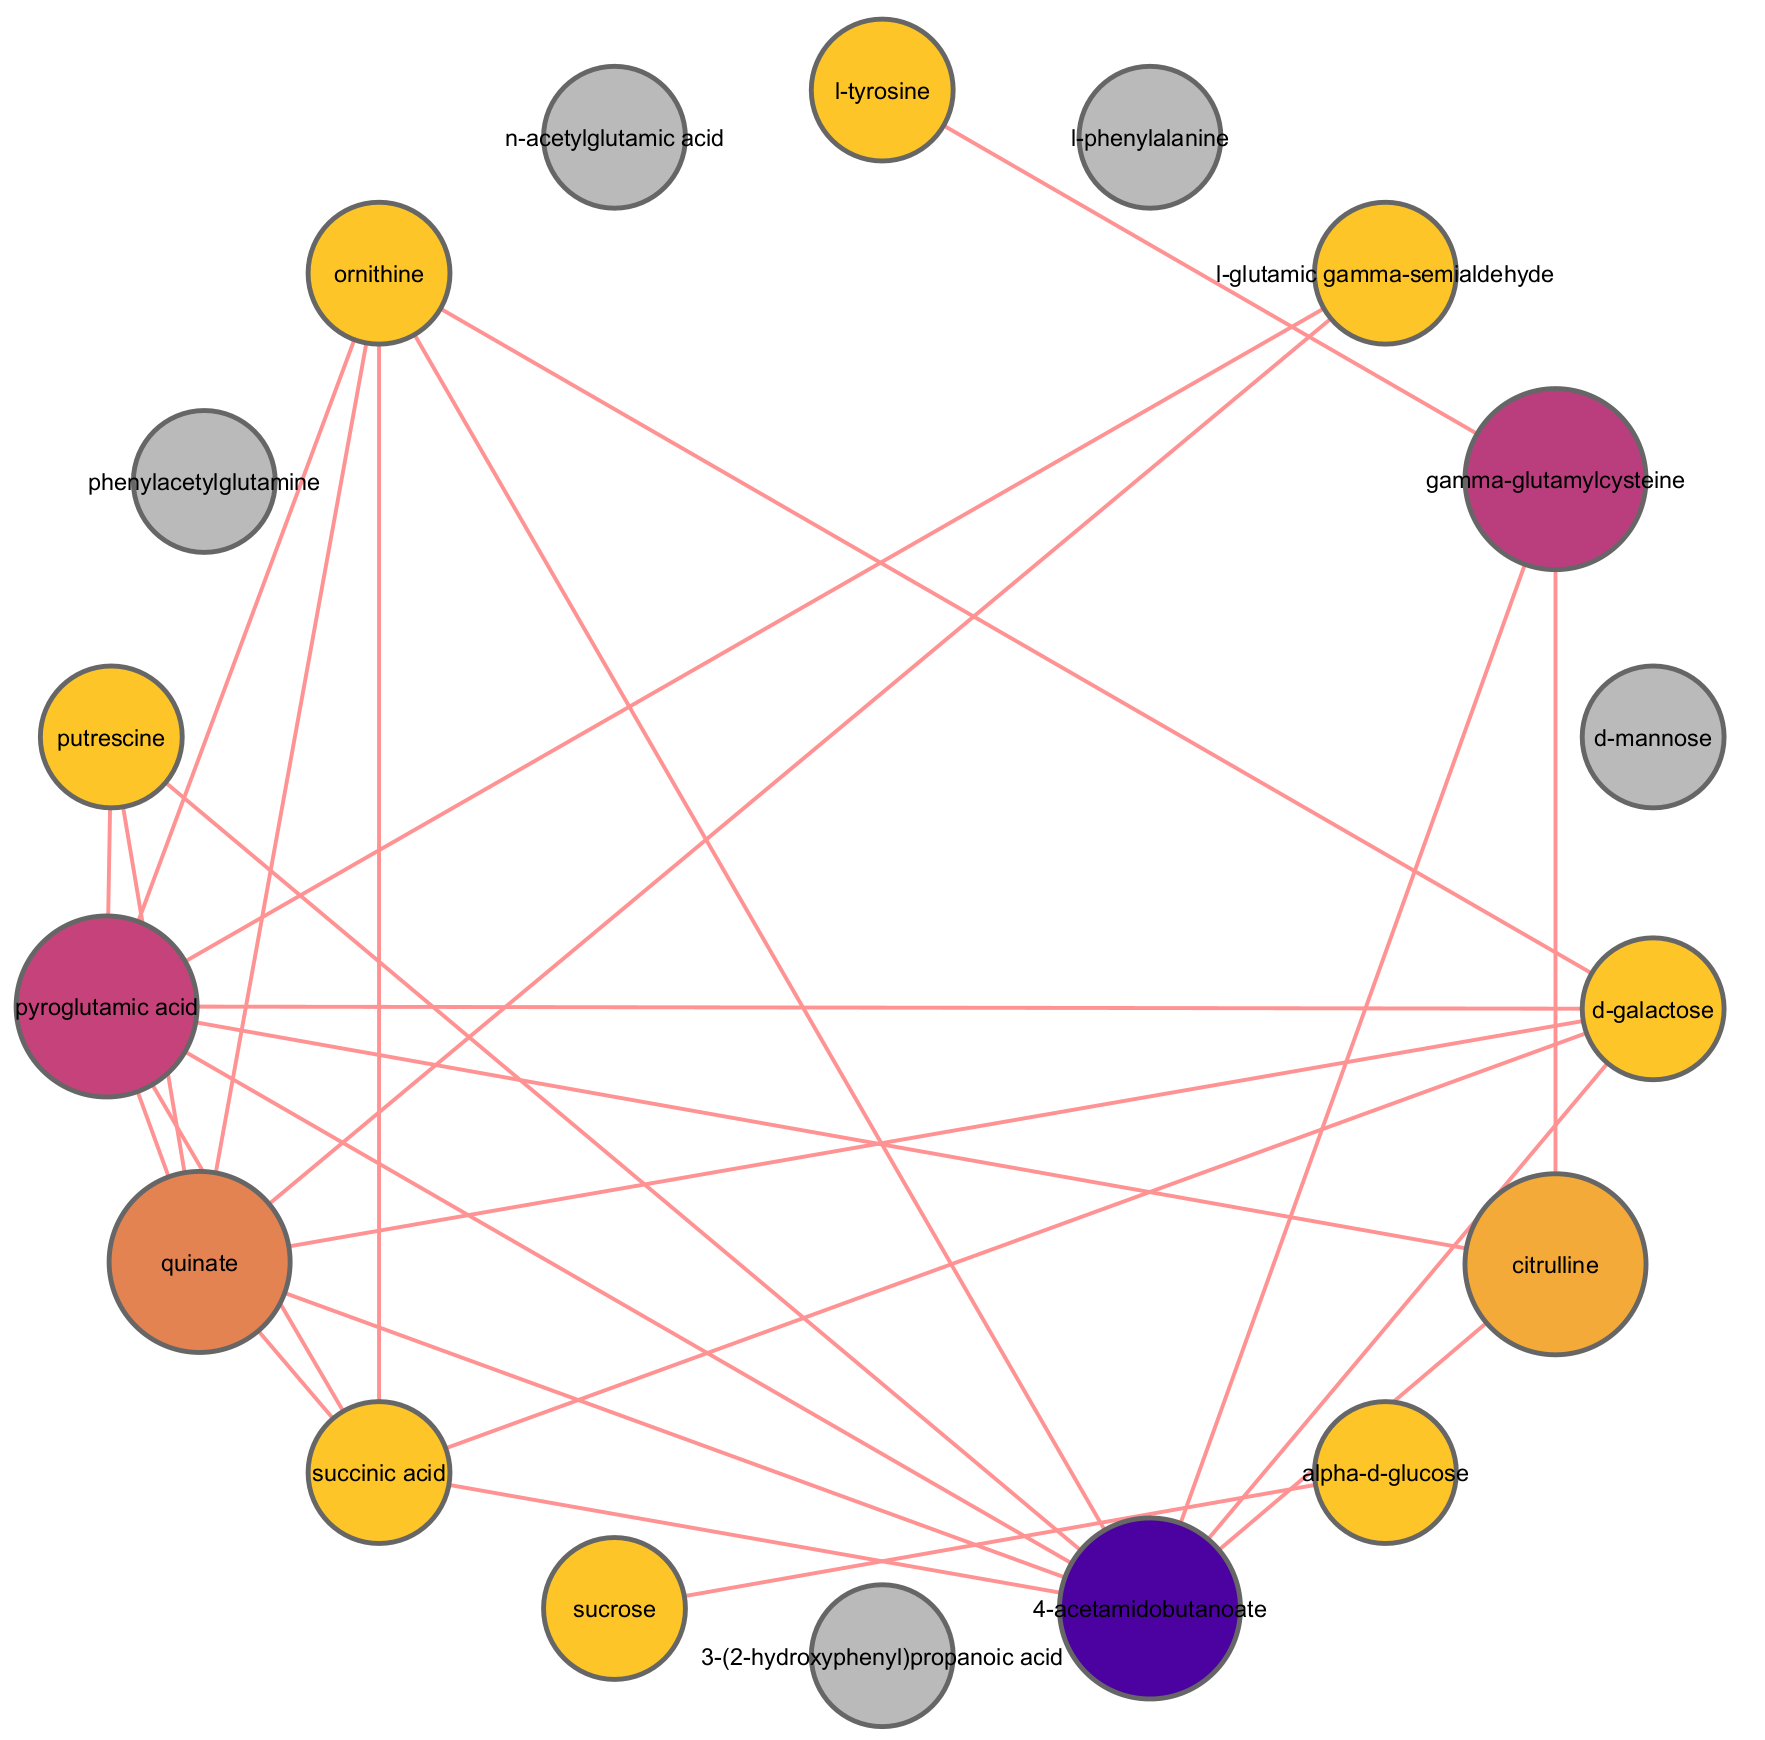 l-tyrosine
n-acetylglutamic acid
l-phenylalanine
ornithine
l-glutamic gamma-semialdehyde
phenylacetylglutamine
gamma-glutamylcysteine
putrescine
d-mannose
pyroglutamic acid
d-galactose
quinate
citrulline
succinic acid
alpha-d-glucose
sucrose
4-acetamidobutanoate
3-(2-hydroxyphenyl)propanoic acid